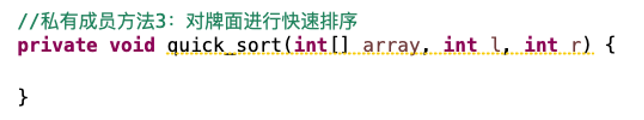 //私有成员方法3：对牌面进行快速排序
private void quick_sort(int[] array, int l, int r) {
}